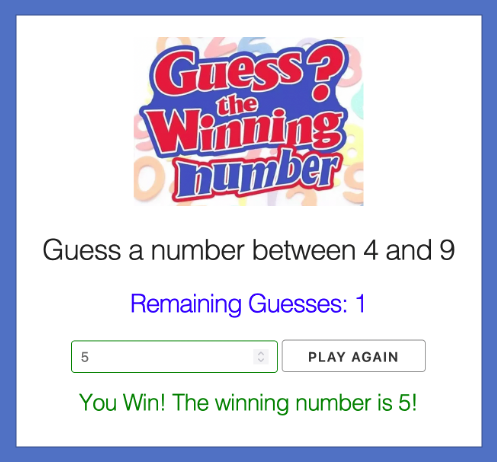 Guess?
the
Winning
number
Guess a number between 4 and 9
Remaining Guesses: 1
5 PLAY AGAIN
You Win! The winning number is 5!